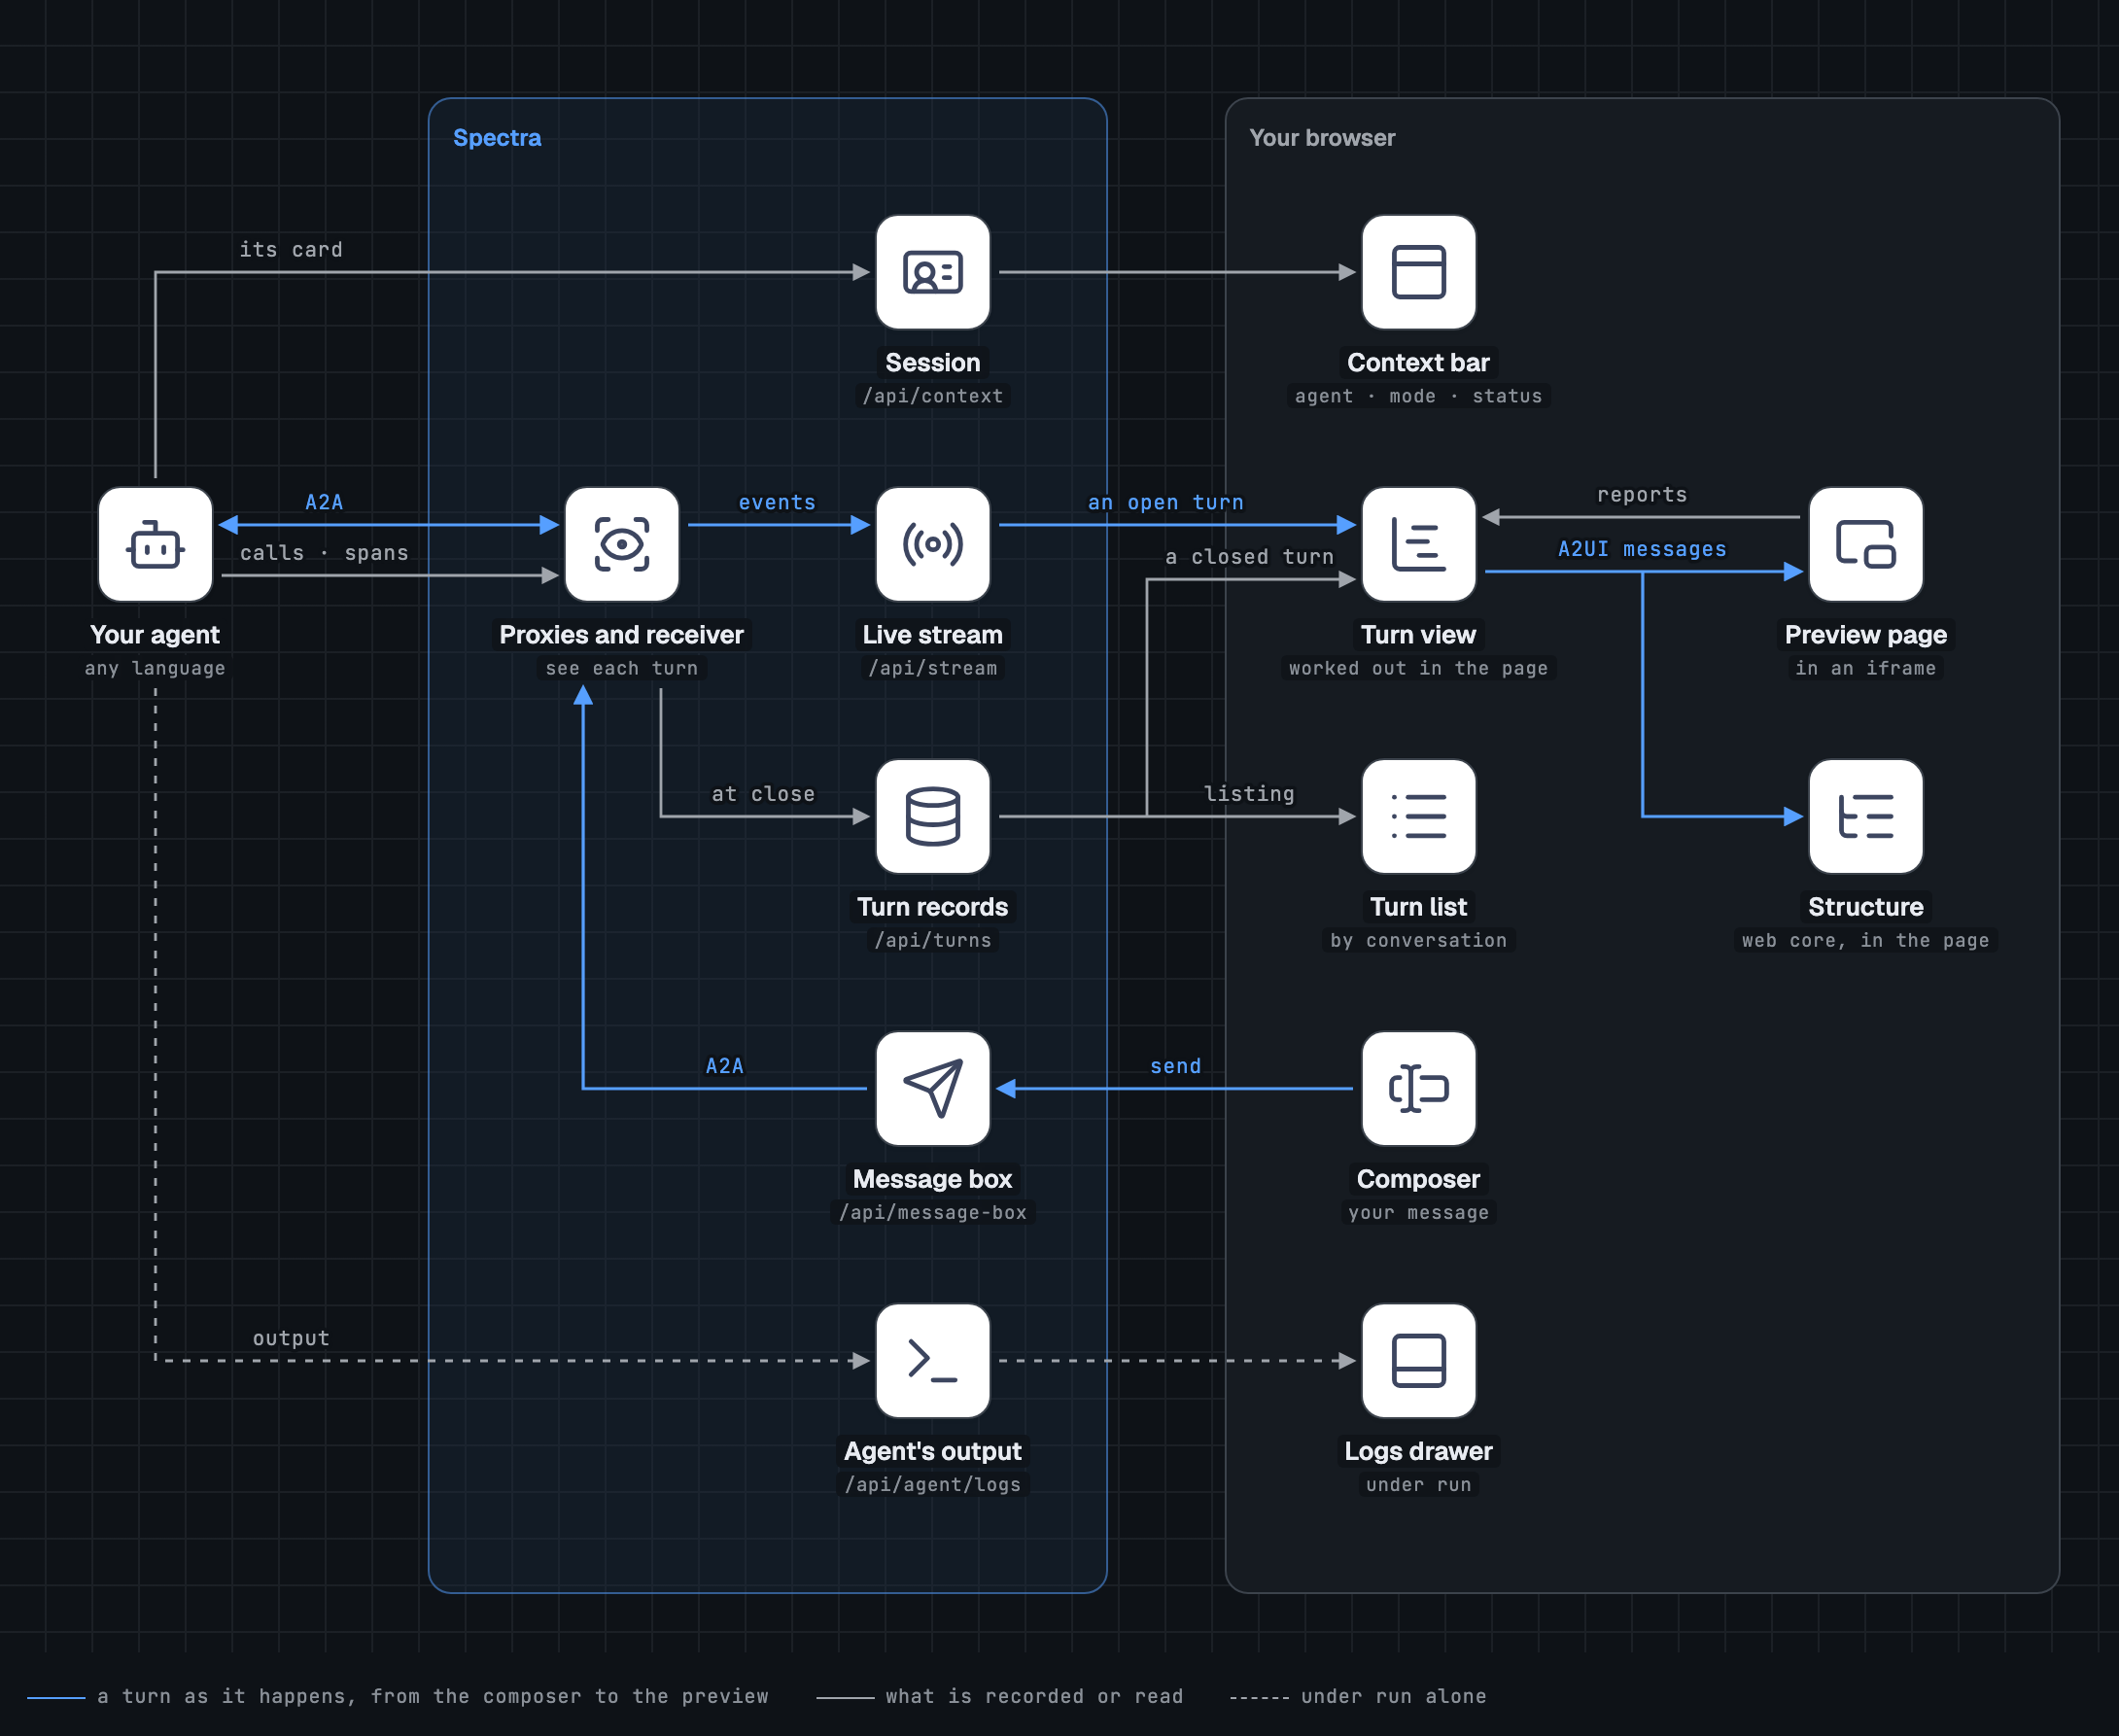 Spectra
Your browser
its card
Session
/api/context
Context bar
agent · mode · status
A2A
events
an open turn
reports
calls · spans
a closed turn
A2UI messages
Your agent
any language
Proxies and receiver
see each turn
Live stream
/api/stream
Turn view
worked out in the page
Preview page
in an iframe
at close
listing
Turn records
/api/turns
Turn list
by conversation
Structure
web core, in the page
A2A
send
Message box
/api/message-box
Composer
your message
output
Agent's output
/api/agent/logs
Logs drawer
under run
a turn as it happens, from the composer to the preview
what is recorded or read
under run alone